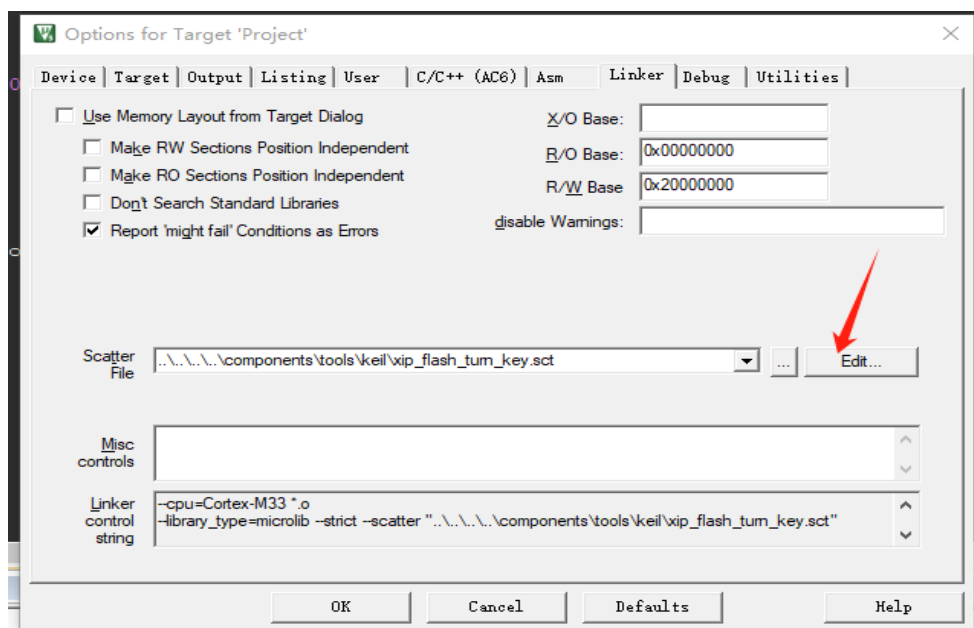 Options for Target 'Project'
Device Target Output Listing User C/C++ (AC6) Asm Linker Debug Utilities
Use Memory Layout from Target Dialog
Make RW Sections Position Independent
Make RO Sections Position Independent
Don't Search Standard Libraries
Report 'might fail' Conditions as Errors
X/O Base:
R/O Base: 0x00000000
R/W Base 0x20000000
disable Warnings:
Scatter
File
..\..\..\..\components\tools\keil\xip_flash_turn_key.sct
...
Edit...
Misc
controls
Linker
control
string
--cpu=Cortex-M33 *.o
--library_type=microlib --strict --scatter "..\..\..\..\components\tools\keil\xip_flash_turn_key.sct"
OK Cancel Defaults Help